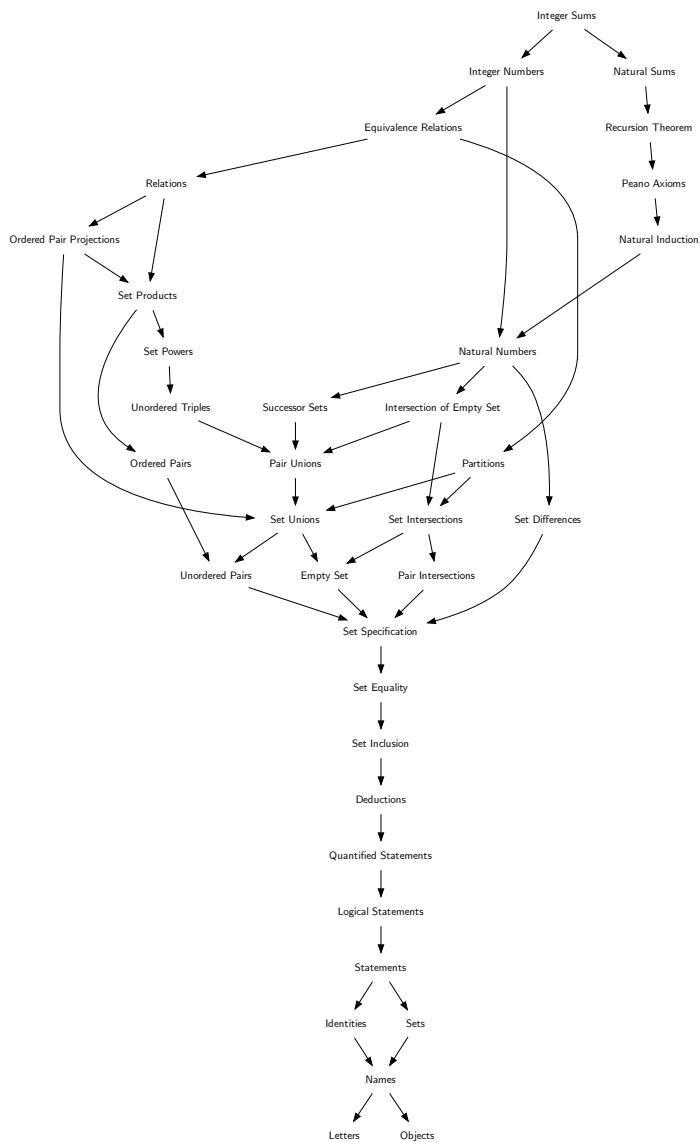 Integer Sums
Integer Numbers
Natural Sums
Equivalence Relations
Recursion Theorem
Relations
Peano Axioms
Ordered Pair Projections
Natural Induction
Set Products
Set Powers
Natural Numbers
Unordered Triples
Successor Sets
Intersection of Empty Set
Ordered Pairs
Pair Unions
Partitions
Set Unions
Set Intersections
Set Differences
Unordered Pairs
Empty Set
Pair Intersections
Set Specification
Set Equality
Set Inclusion
Deductions
Quantified Statements
Logical Statements
Statements
Identities
Sets
Names
Letters
Objects